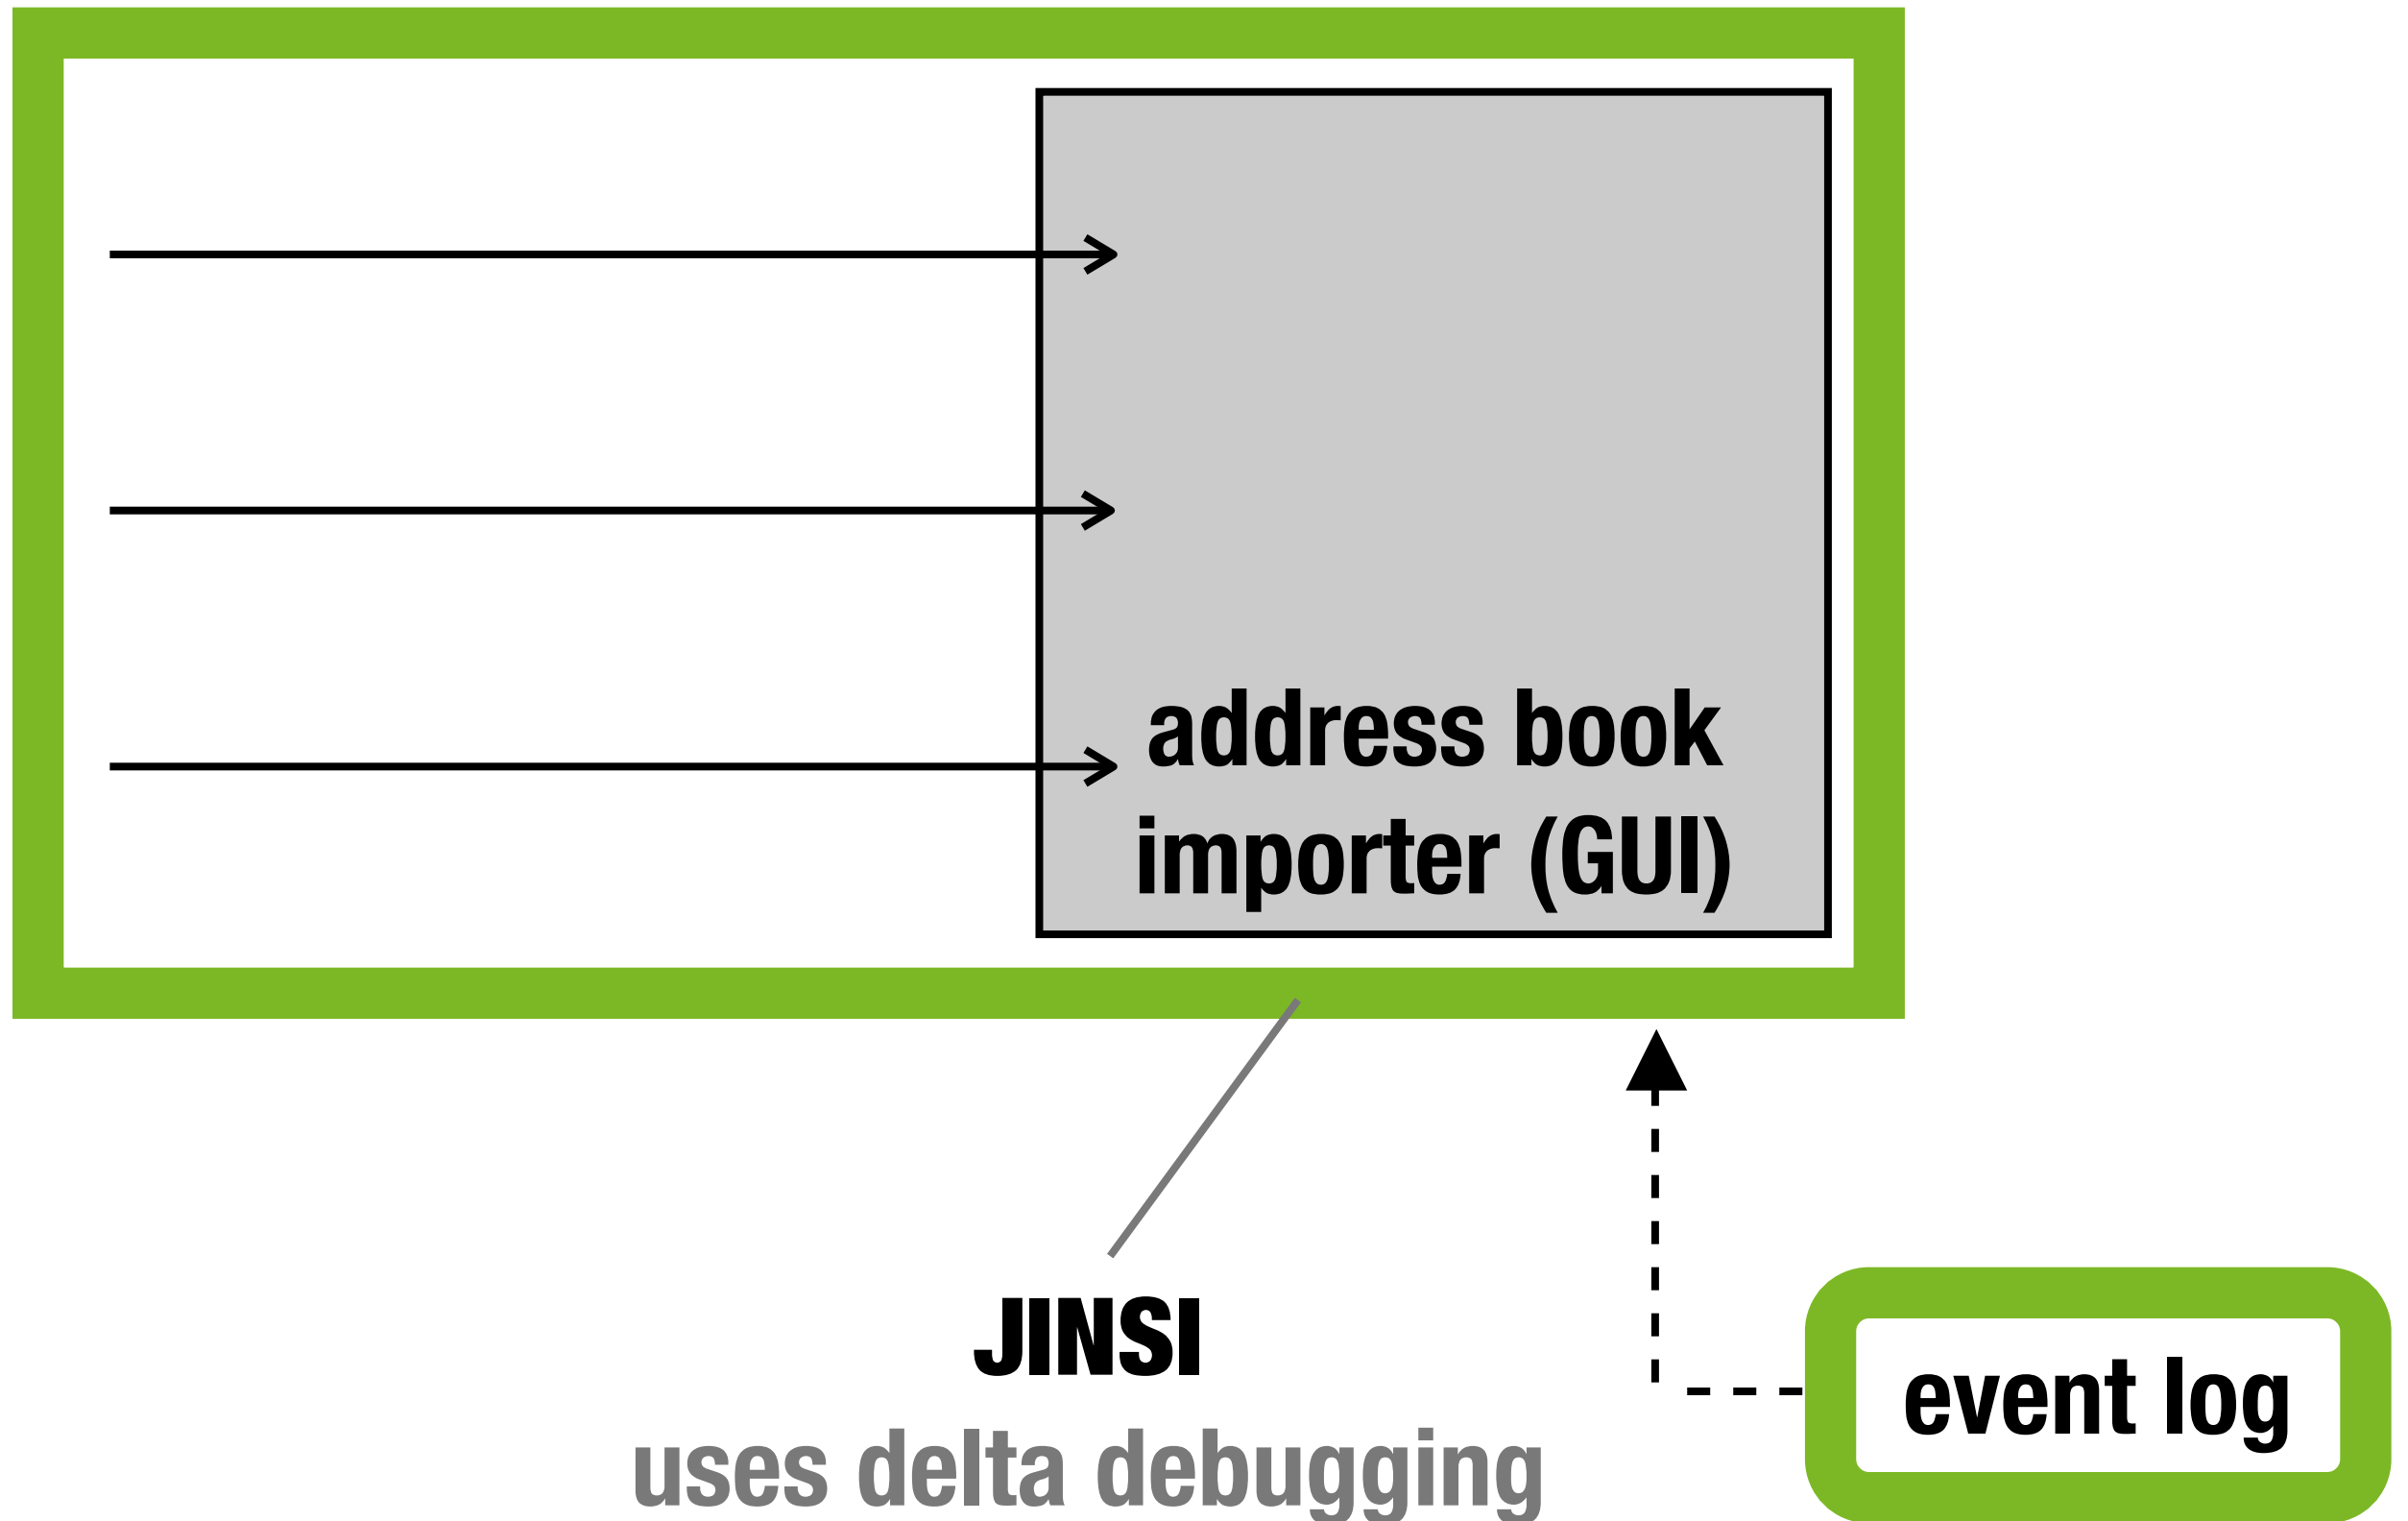 address book
importer (GUI)
JINSI
uses delta debugging
event log